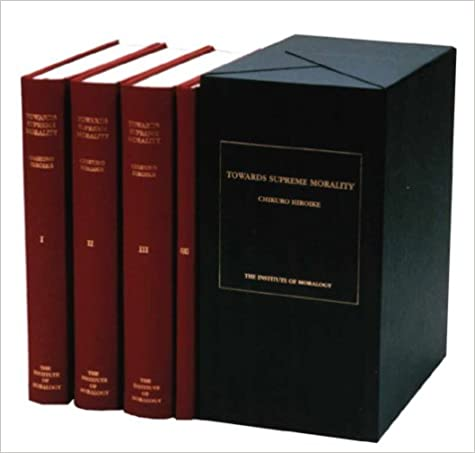 TOWARDS
SUPREME
MORALITY
CHIKURO
HIROIKE
I
THE
INSTITUTE
OF
MORALOGY
TOWARDS
SUPREME
MORALITY
CHIKURO
HIROIKE
II
THE
INSTITUTE
OF
MORALOGY
TOWARDS
SUPREME
MORALITY
CHIKURO
HIROIKE
III
THE
INSTITUTE
OF
MORALOGY
TOWARDS SUPREME MORALITY
CHIKURO HIROIKE
THE INSTITUTE OF MORALOGY